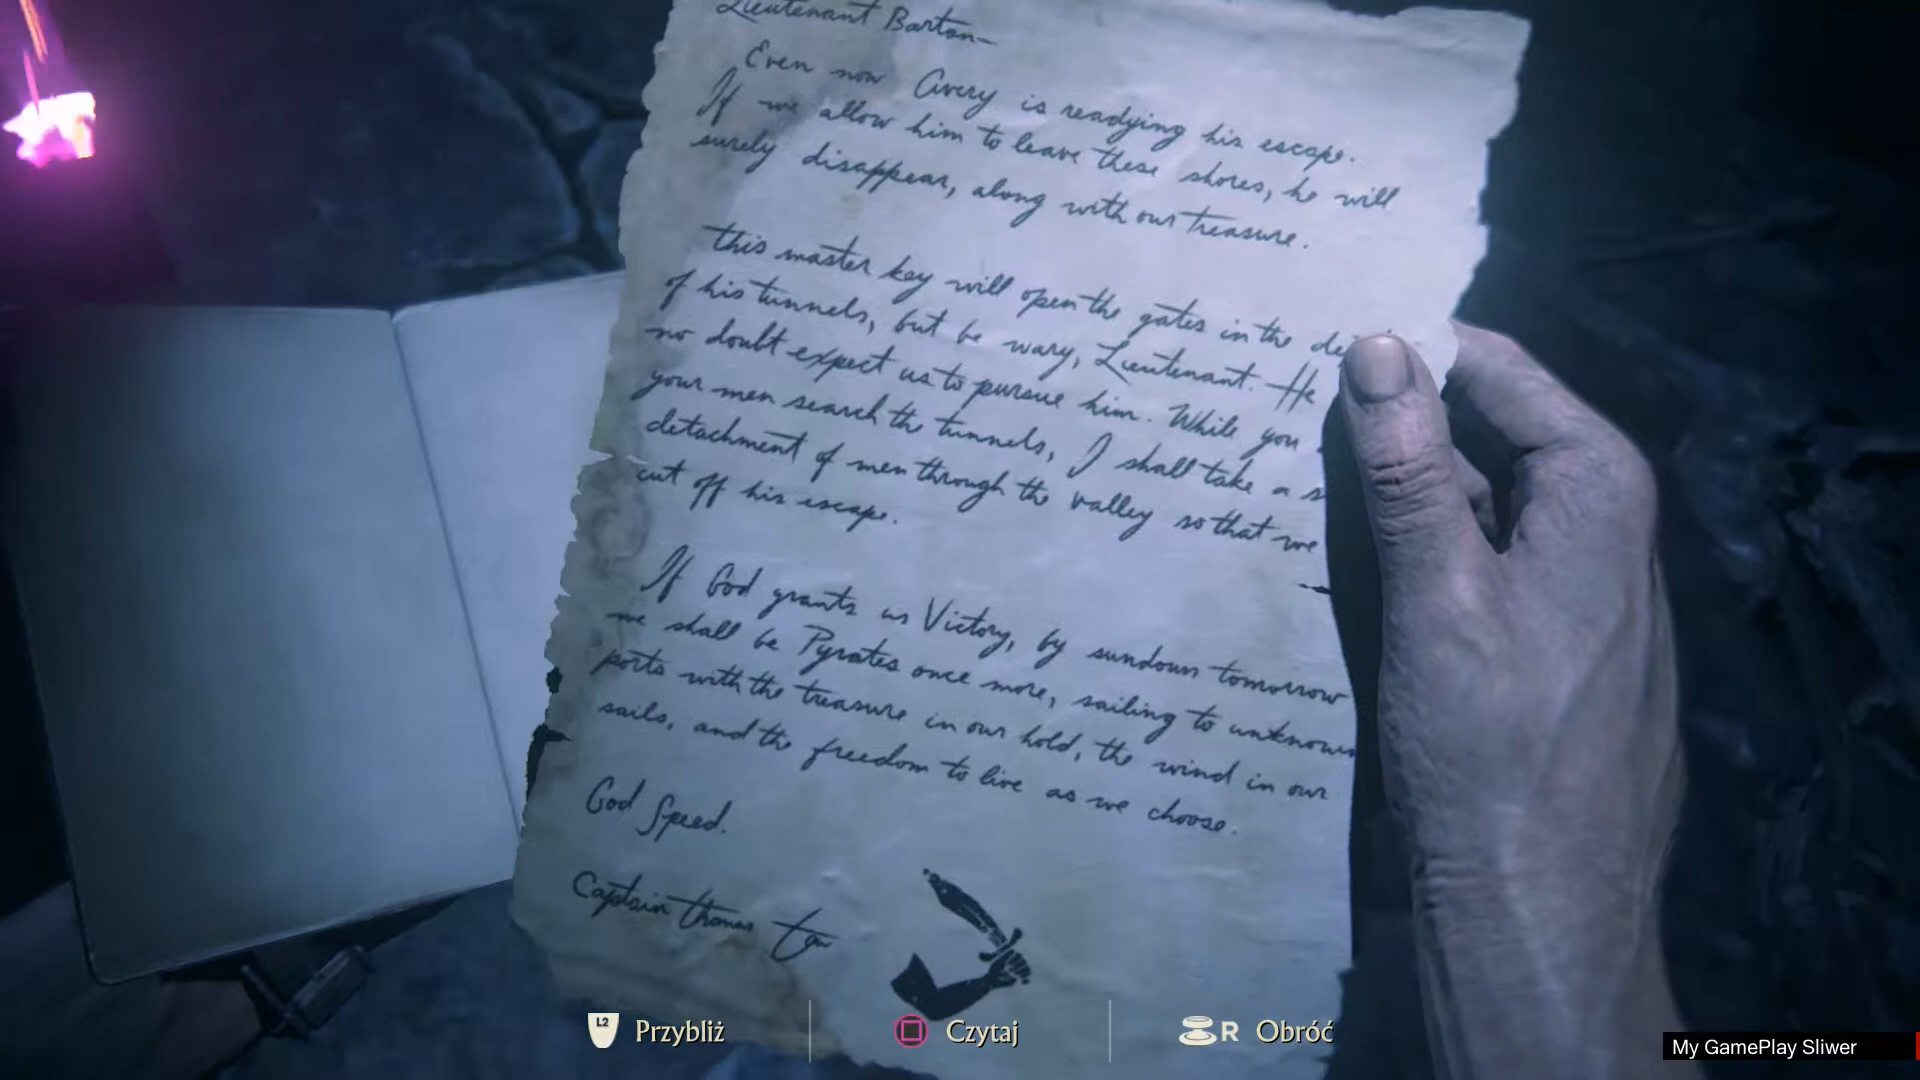 Lieutenant Barton—
Even now Avery is readying his escape.
If we allow him to leave these shores, he will
surely disappear, along with our treasure.
this master key will open the gates in the
of his tunnels, but be wary, Lieutenant. He
no doubt expect us to pursue him. While you
your men search the tunnels, I shall take a
detachment of men through the valley so that we
cut off his escape.
If God grants us Victory, by sundown tomorrow
we shall be Pyrates once more, sailing to unknown
ports with the treasure in our hold, the wind in our
sails, and the freedom to live as we choose.
God Speed.
Captain Thomas Tew
L2 Przybliż
Czytaj
R Obróć
My GamePlay Sliwer